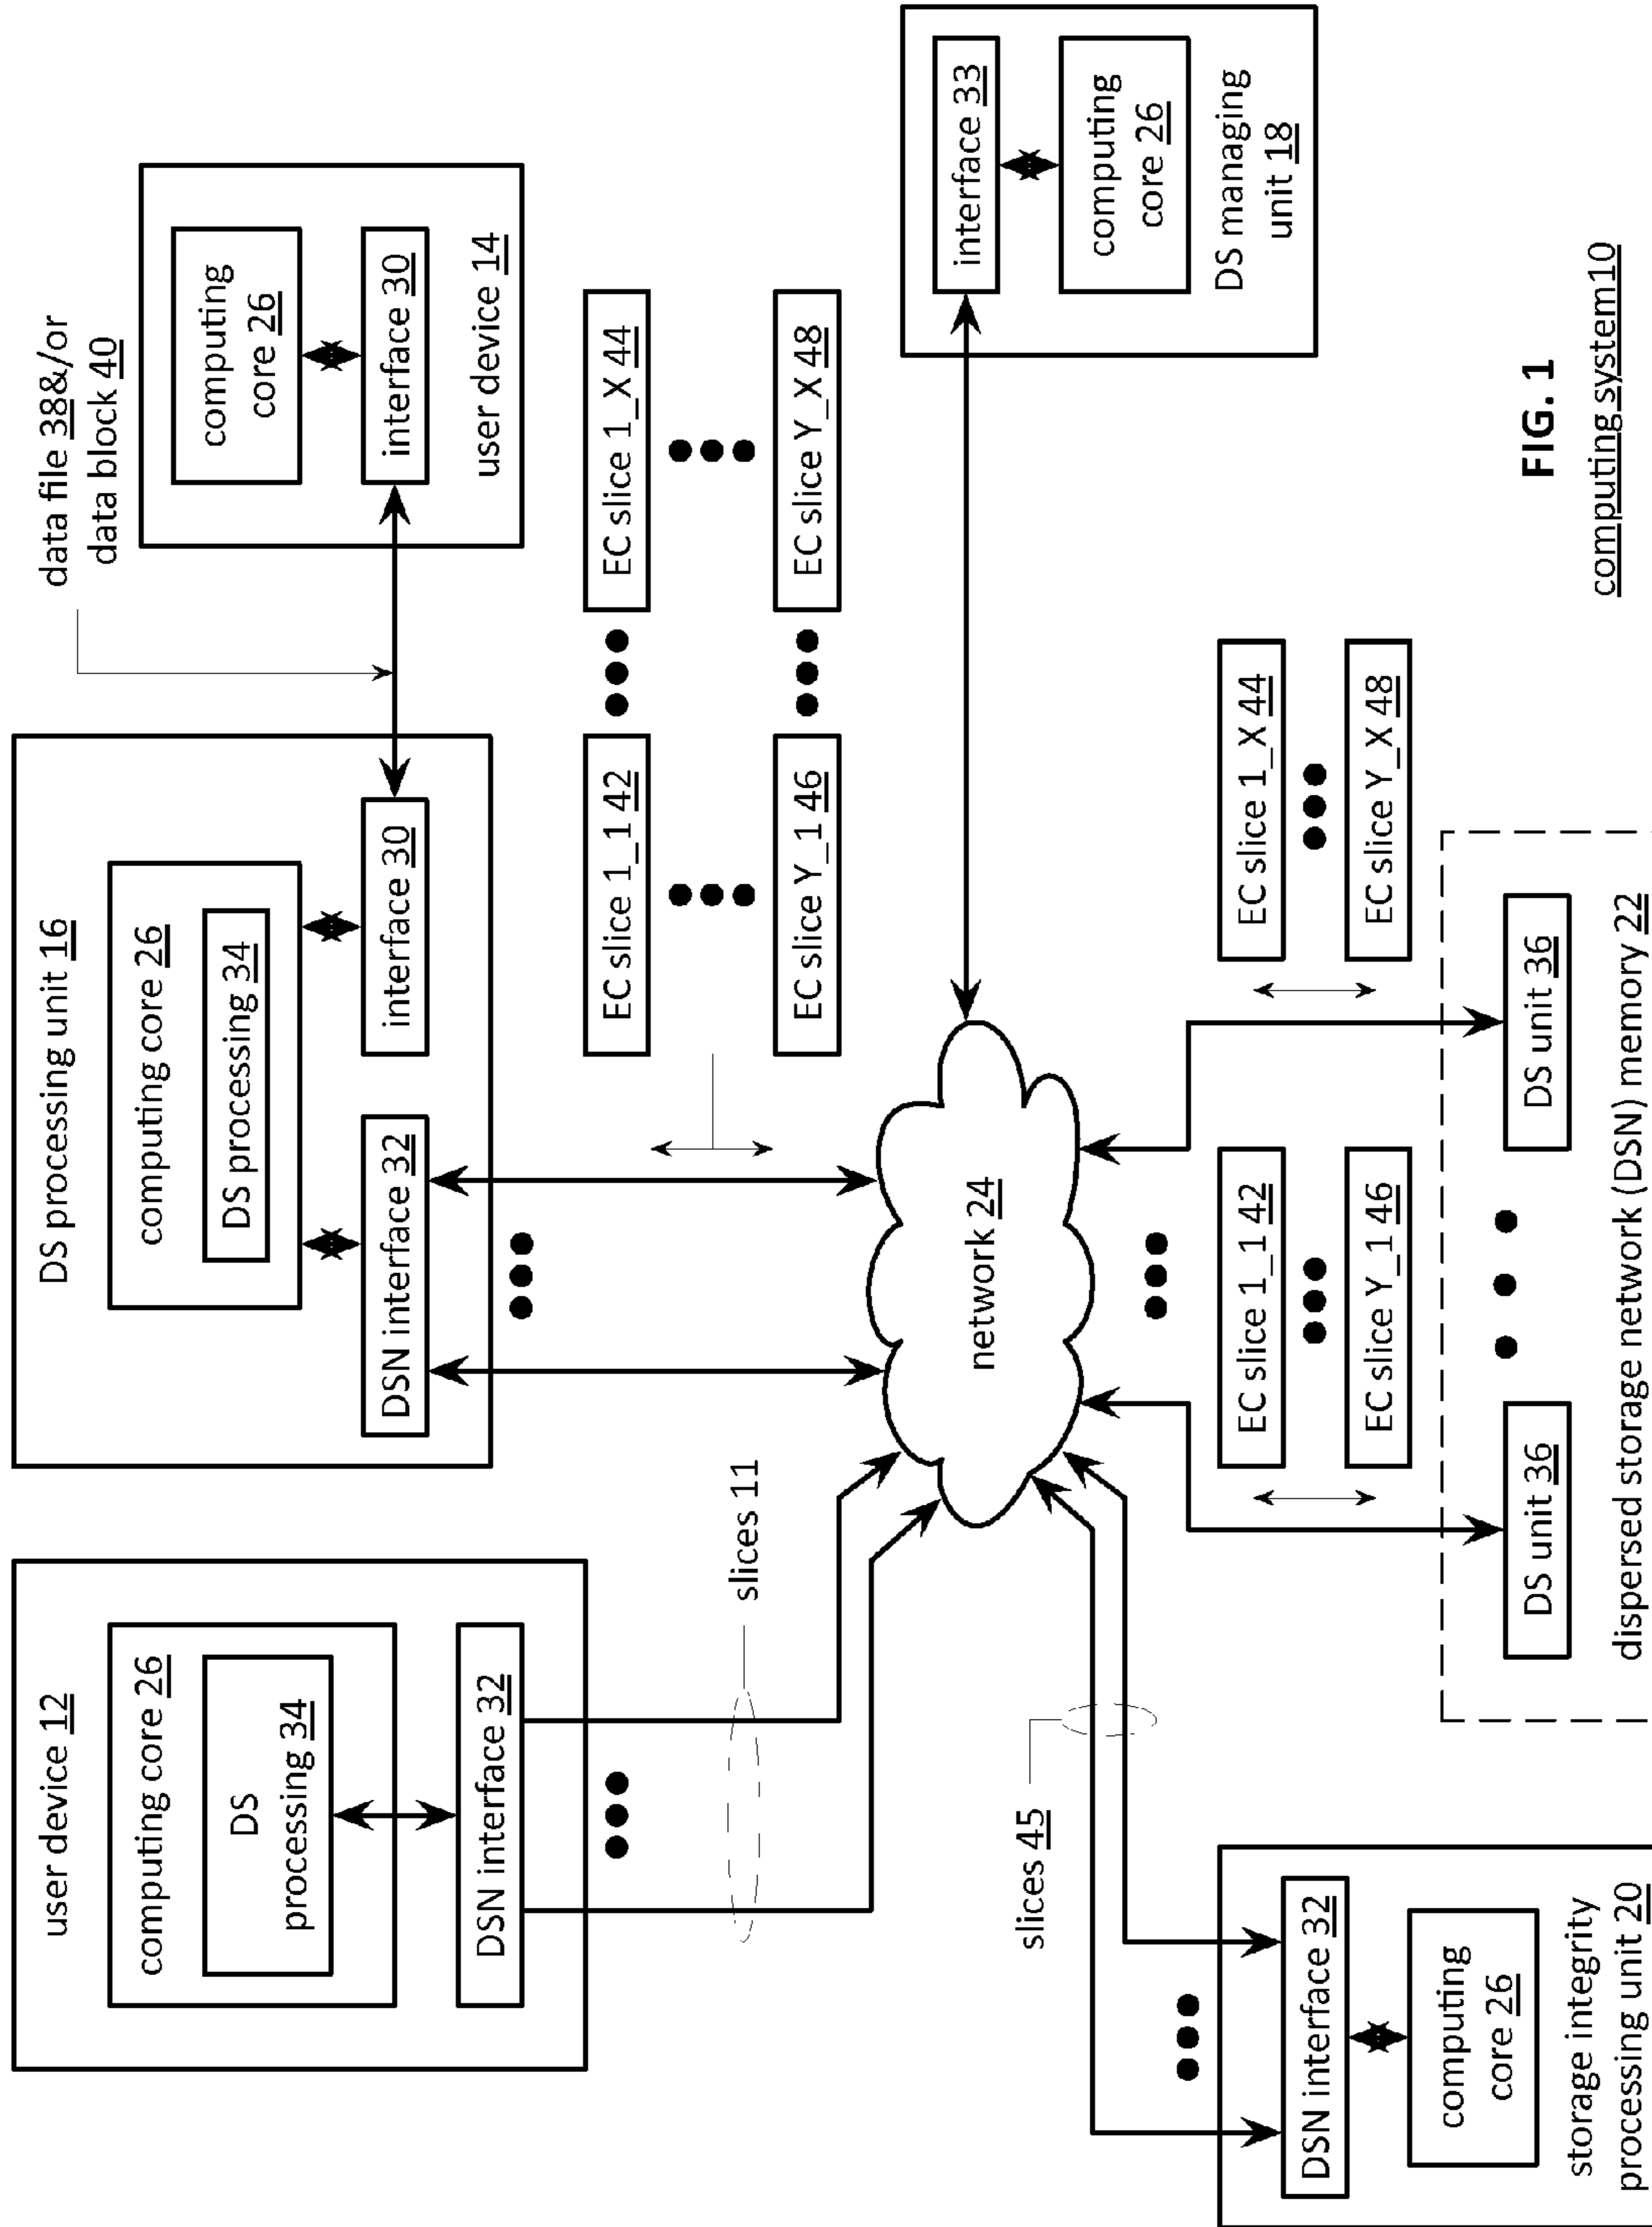 user device 12
computing core 26
DS
processing 34
DSN interface 32
slices 11
DS processing unit 16
computing core 26
DS processing 34
DSN interface 32
interface 30
data file 38&/or
data block 40
computing
core 26
interface 30
user device 14
EC slice 1_1 42
EC slice 1_X 44
EC slice Y_1 46
EC slice Y_X 48
network 24
interface 33
computing
core 26
DS managing
unit 18
slices 45
DSN interface 32
computing
core 26
storage integrity
processing unit 20
EC slice 1_1 42
EC slice Y_1 46
EC slice 1_X 44
EC slice Y_X 48
DS unit 36
DS unit 36
dispersed storage network (DSN) memory 22
FIG. 1
computing system10